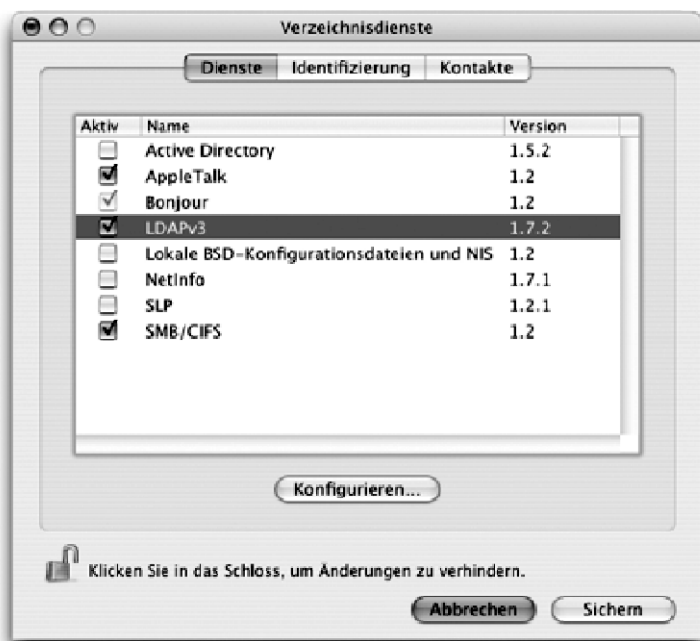 Verzeichnisdienste
Dienste Identifizierung Kontakte
Aktiv Name Version
Active Directory 1.5.2
AppleTalk 1.2
Bonjour 1.2
LDAPv3 1.7.2
Lokale BSD-Konfigurationsdateien und NIS 1.2
NetInfo 1.7.1
SLP 1.2.1
SMB/CIFS 1.2
Konfigurieren...
Klicken Sie in das Schloss, um Änderungen zu verhindern.
Abbrechen Sichern